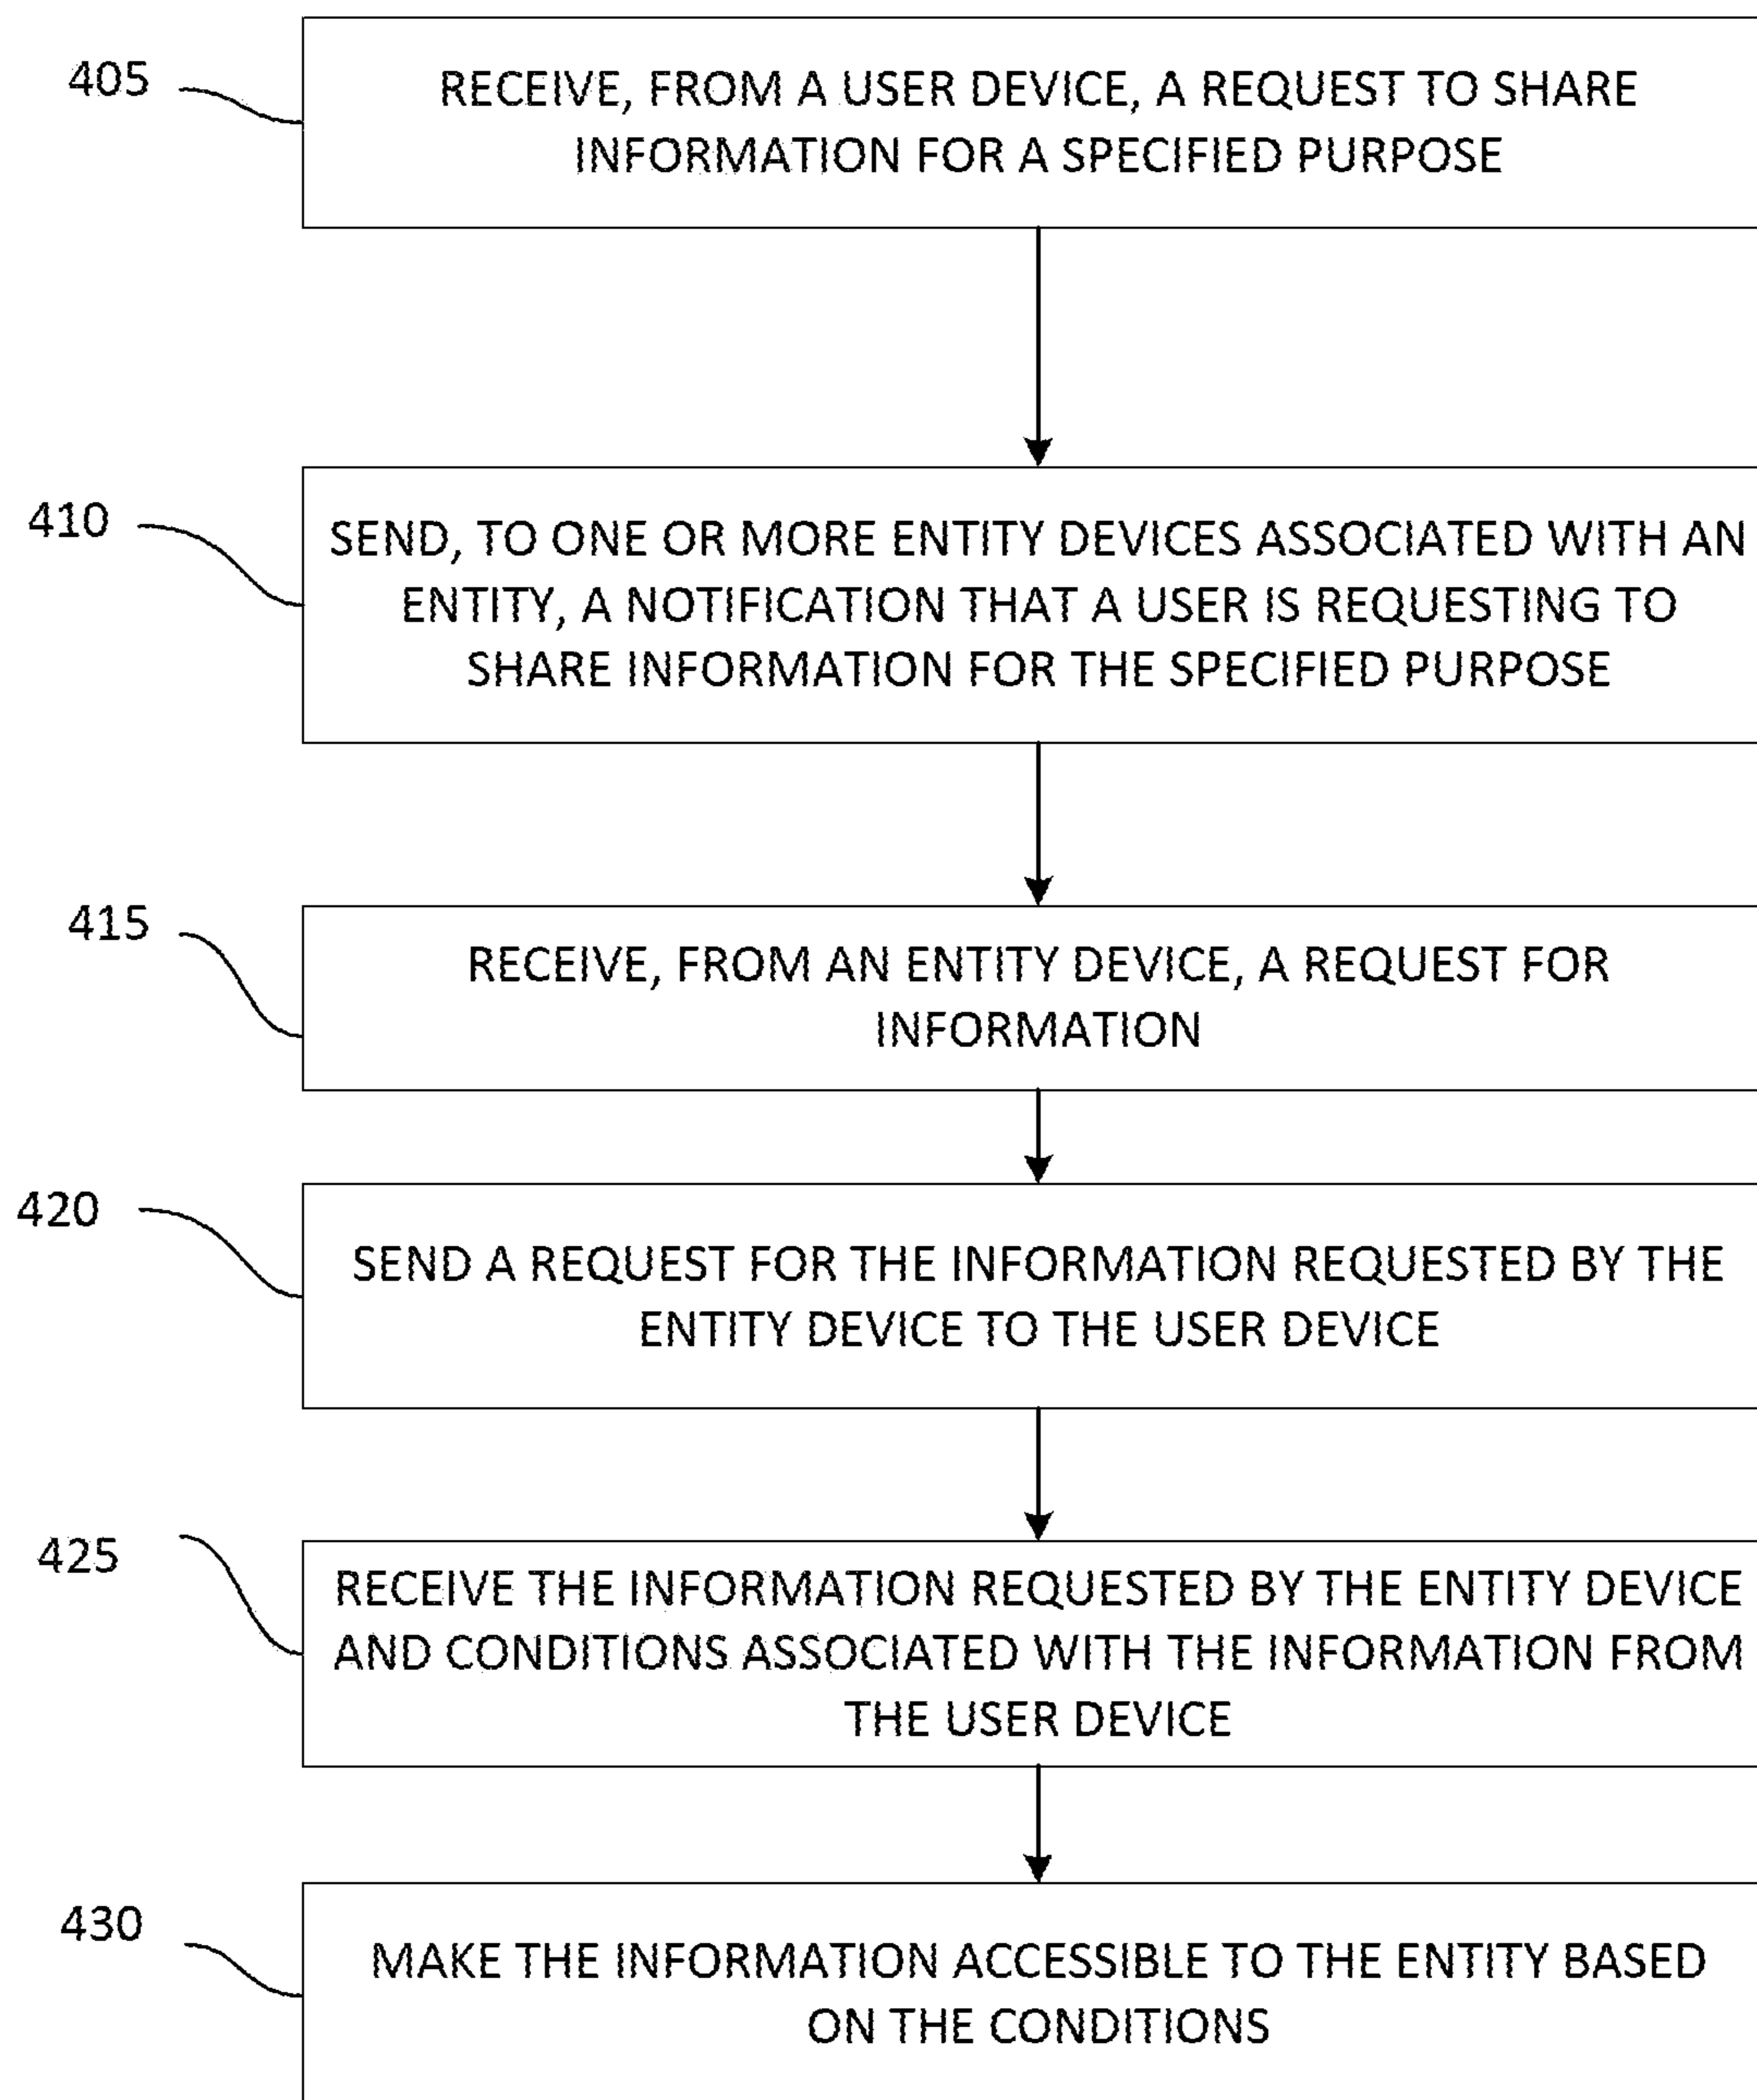 405
RECEIVE, FROM A USER DEVICE, A REQUEST TO SHARE
INFORMATION FOR A SPECIFIED PURPOSE
410
SEND, TO ONE OR MORE ENTITY DEVICES ASSOCIATED WITH AN
ENTITY, A NOTIFICATION THAT A USER IS REQUESTING TO
SHARE INFORMATION FOR THE SPECIFIED PURPOSE
415
RECEIVE, FROM AN ENTITY DEVICE, A REQUEST FOR
INFORMATION
420
SEND A REQUEST FOR THE INFORMATION REQUESTED BY THE
ENTITY DEVICE TO THE USER DEVICE
425
RECEIVE THE INFORMATION REQUESTED BY THE ENTITY DEVICE
AND CONDITIONS ASSOCIATED WITH THE INFORMATION FROM
THE USER DEVICE
430
MAKE THE INFORMATION ACCESSIBLE TO THE ENTITY BASED
ON THE CONDITIONS